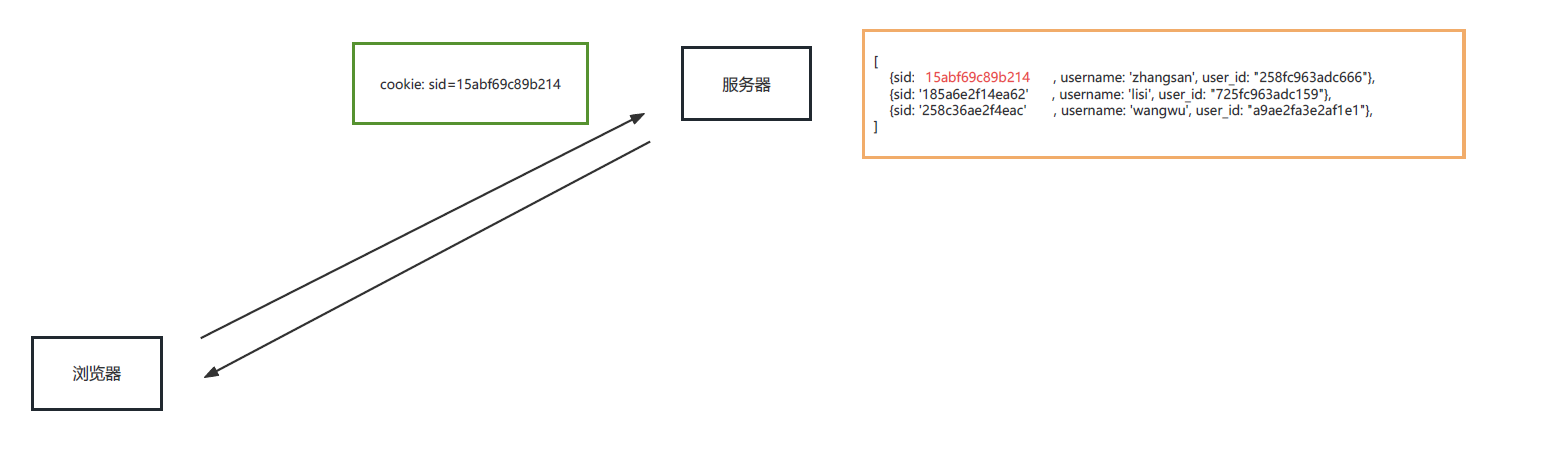 cookie: sid=15abf69c89b214
服务器
[
{sid: 15abf69c89b214 , username: 'zhangsan', user_id: "258fc963adc666"},
{sid: '185a6e2f14ea62' , username: 'lisi', user_id: "725fc963adc159"},
{sid: '258c36ae2f4eac' , username: 'wangwu', user_id: "a9ae2fa3e2af1e1"},
]
浏览器